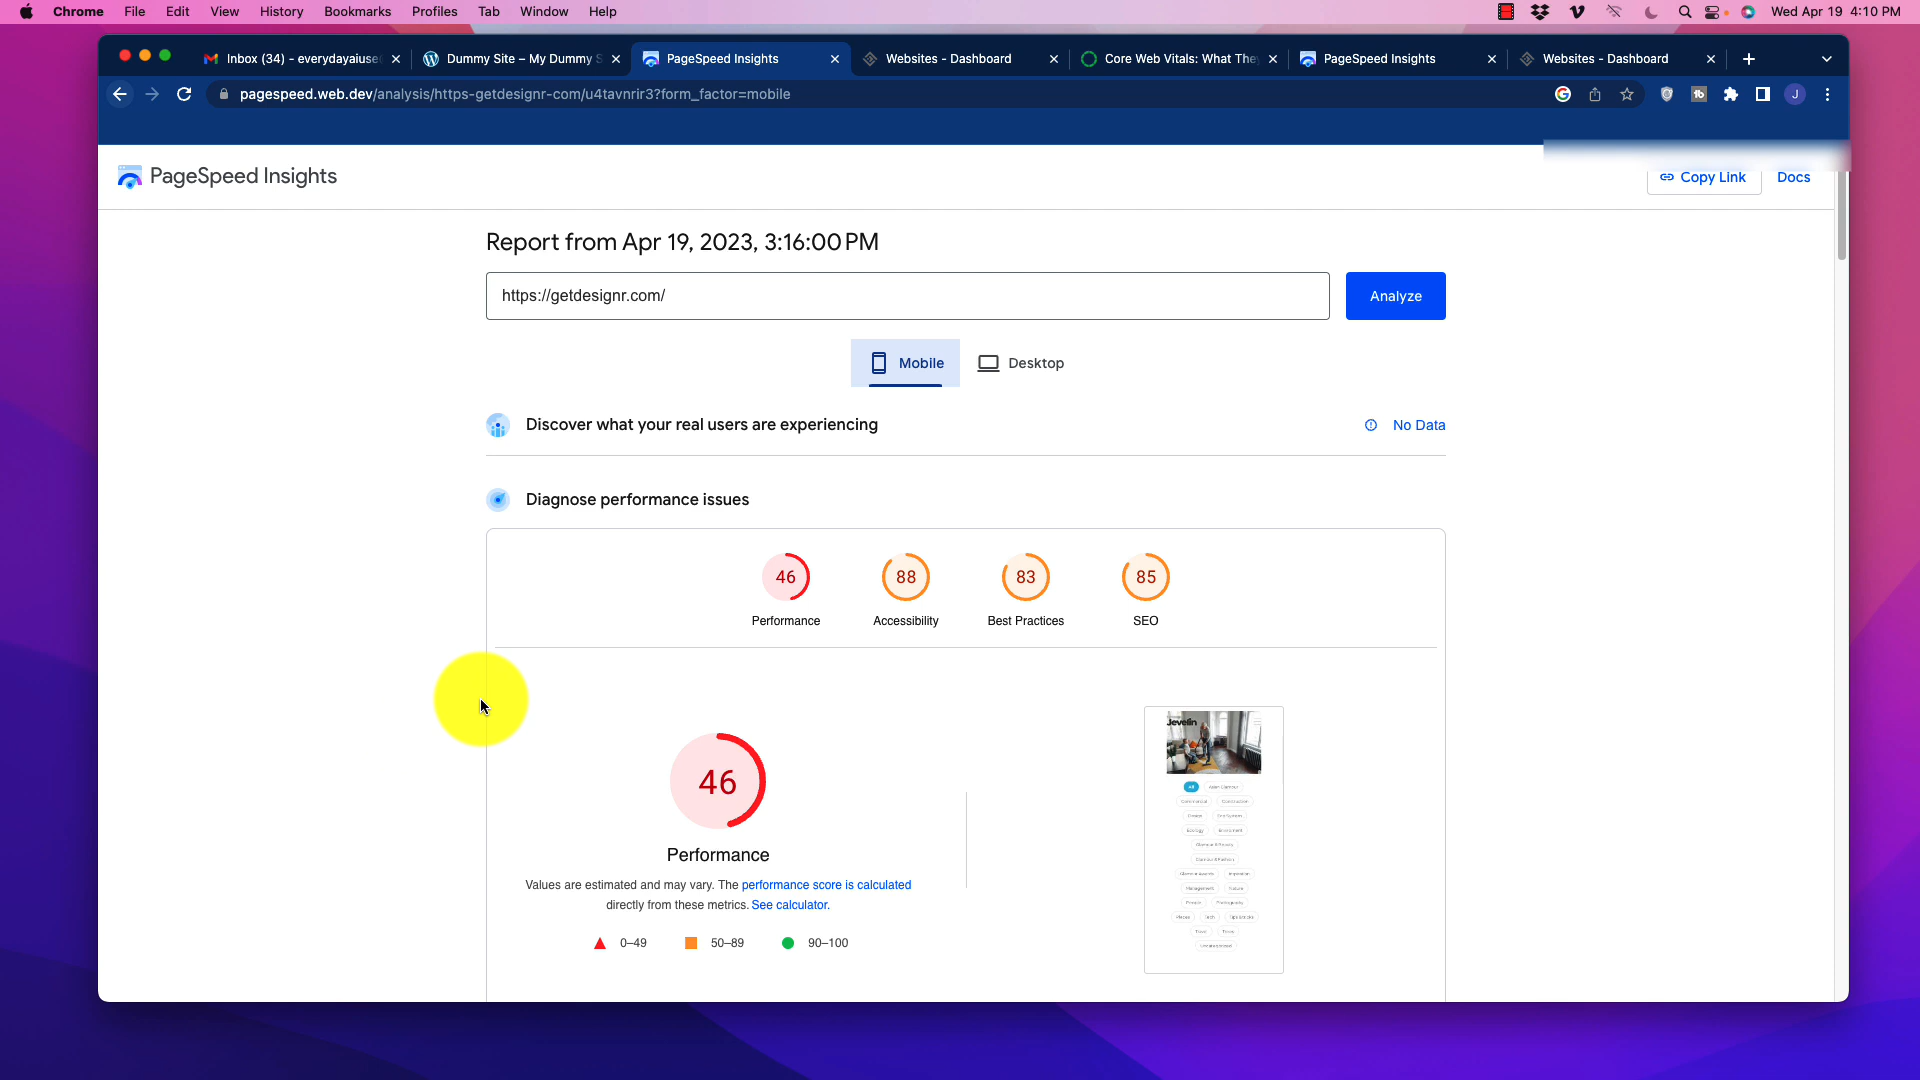 Chrome File Edit View History Bookmarks Profiles Tab Window Help Wed Apr 19 4:10 PM
Inbox (34) - everydayaiuse Dummy Site – My Dummy S PageSpeed Insights Websites - Dashboard Core Web Vitals: What The PageSpeed Insights Websites - Dashboard
pagespeed.web.dev/analysis/https-getdesignr-com/u4tavnrir3?form_factor=mobile
PageSpeed Insights Copy Link Docs
Report from Apr 19, 2023, 3:16:00 PM
https://getdesignr.com/ Analyze
Mobile Desktop
Discover what your real users are experiencing No Data
Diagnose performance issues
46 88 83 85
Performance Accessibility Best Practices SEO
Jevelin
46
Performance
Values are estimated and may vary. The performance score is calculated
directly from these metrics. See calculator.
0–49 50–89 90–100